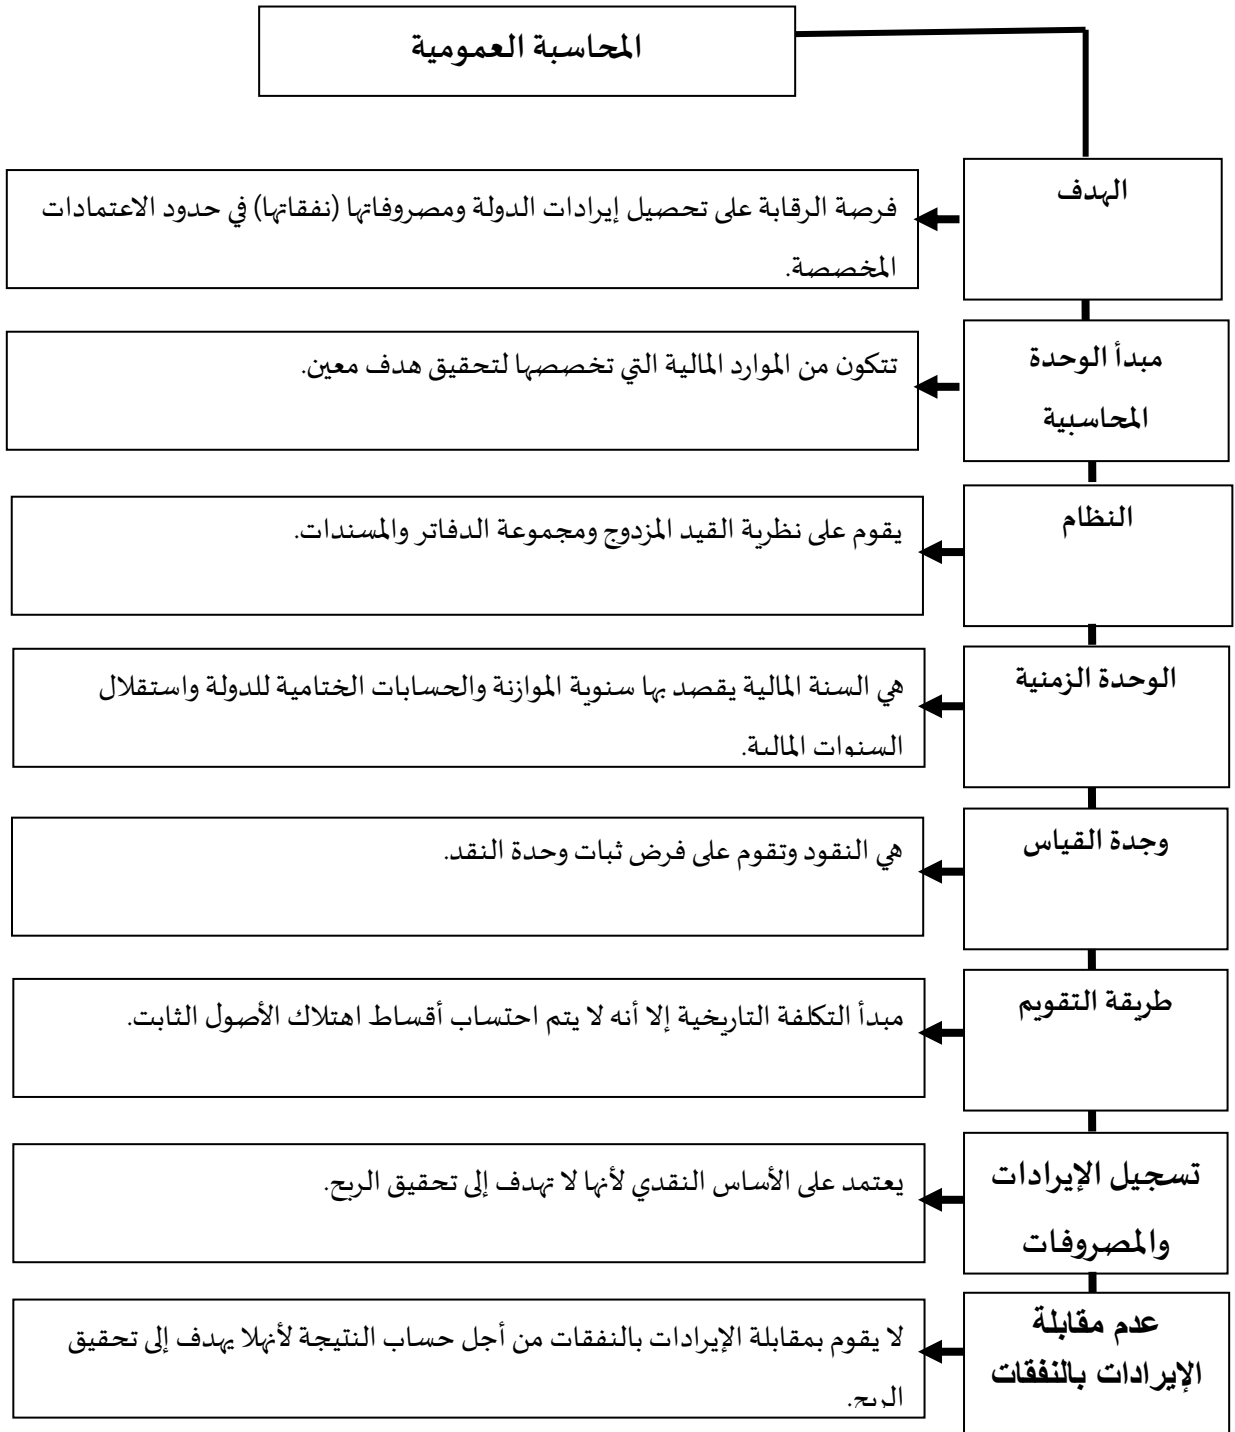 المحاسبة العمومية
الهدف
فرصة الرقابة على تحصيل إيرادات الدولة ومصروفاتها (نفقاتها) في حدود الاعتمادات
المخصصة.
مبدأ الوحدة
المحاسبية
تتكون من الموارد المالية التي تخصصها لتحقيق هدف معين.
النظام
يقوم على نظرية القيد المزدوج ومجموعة الدفاتر والمسندات.
الوحدة الزمنية
هي السنة المالية يقصد بها سنوية الموازنة والحسابات الختامية للدولة واستقلال
السنوات المالية.
وجدة القياس
هي النقود وتقوم على فرض ثبات وحدة النقد.
طريقة التقويم
مبدأ التكلفة التاريخية إلا أنه لا يتم احتساب أقساط اهتلاك الأصول الثابت.
تسجيل الإيرادات
والمصروفات
يعتمد على الأساس النقدي لأنها لا تهدف إلى تحقيق الربح.
عدم مقابلة
الإيرادات بالنفقات
لا يقوم بمقابلة الإيرادات بالنفقات من أجل حساب النتيجة لأنهلا يهدف إلى تحقيق
الربح.